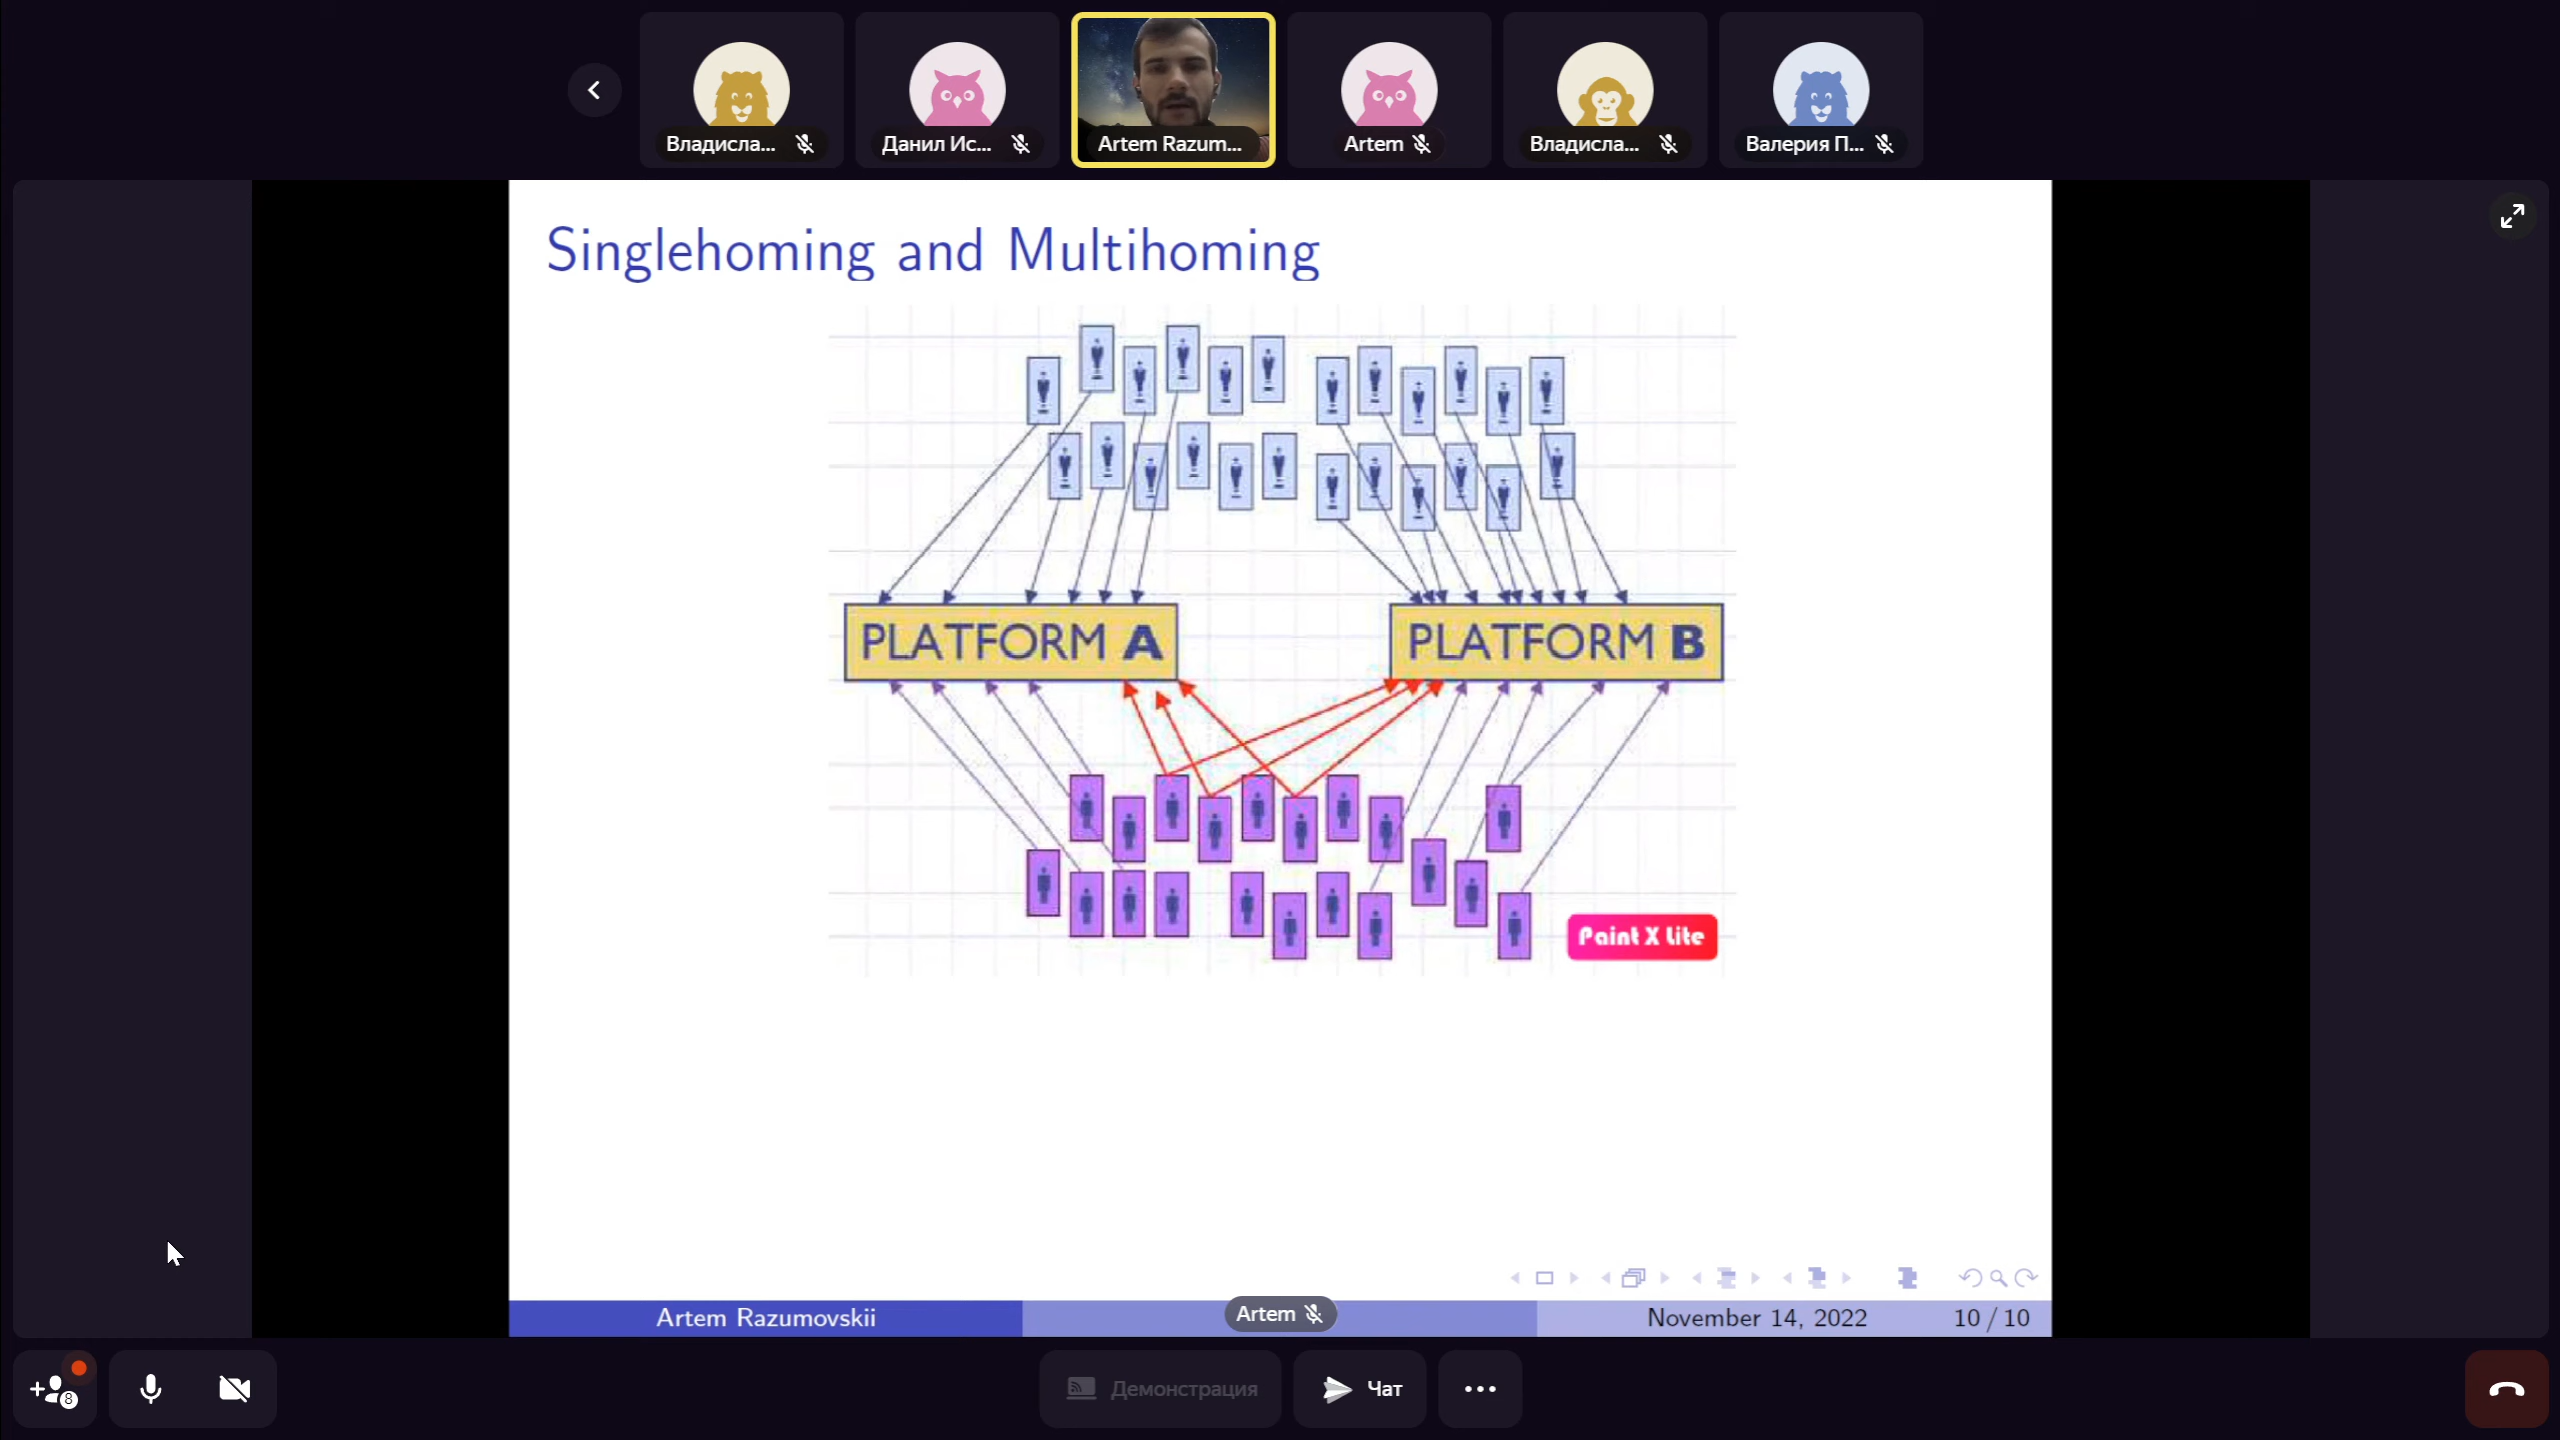 Владисла...
Данил Ис...
Artem Razum...
Artem
Владисла...
Валерия П...
Singlehoming and Multihoming
PLATFORM A
PLATFORM B
Paint X Lite
Artem Razumovskii
Artem
November 14, 2022
10 / 10
8
Демонстрация
Чат